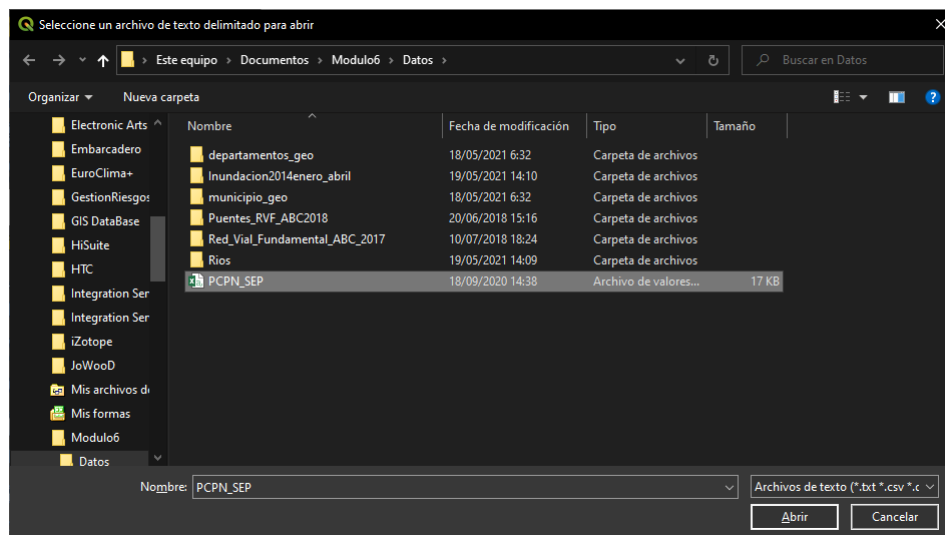 Seleccione un archivo de texto delimitado para abrir
Este equipo > Documentos > Modulo6 > Datos >
Buscar en Datos
Organizar
Nueva carpeta
Nombre Fecha de modificación Tipo Tamaño
Electronic Arts
Embarcadero
EuroClima+
GestionRiesgos
GIS DataBase
HiSuite
HTC
Integration Ser
Integration Ser
iZotope
JoWooD
Mis archivos de
Mis formas
Modulo6
Datos
departamentos_geo 18/05/2021 6:32 Carpeta de archivos
Inundacion2014enero_abril 19/05/2021 14:10 Carpeta de archivos
municipio_geo 18/05/2021 6:32 Carpeta de archivos
Puentes_RVF_ABC2018 20/06/2018 15:16 Carpeta de archivos
Red_Vial_Fundamental_ABC_2017 10/07/2018 18:24 Carpeta de archivos
Rios 19/05/2021 14:09 Carpeta de archivos
PCPN_SEP 18/09/2020 14:38 Archivo de valores... 17 KB
Nombre: PCPN_SEP
Archivos de texto (*.txt *.csv *.c
Abrir Cancelar